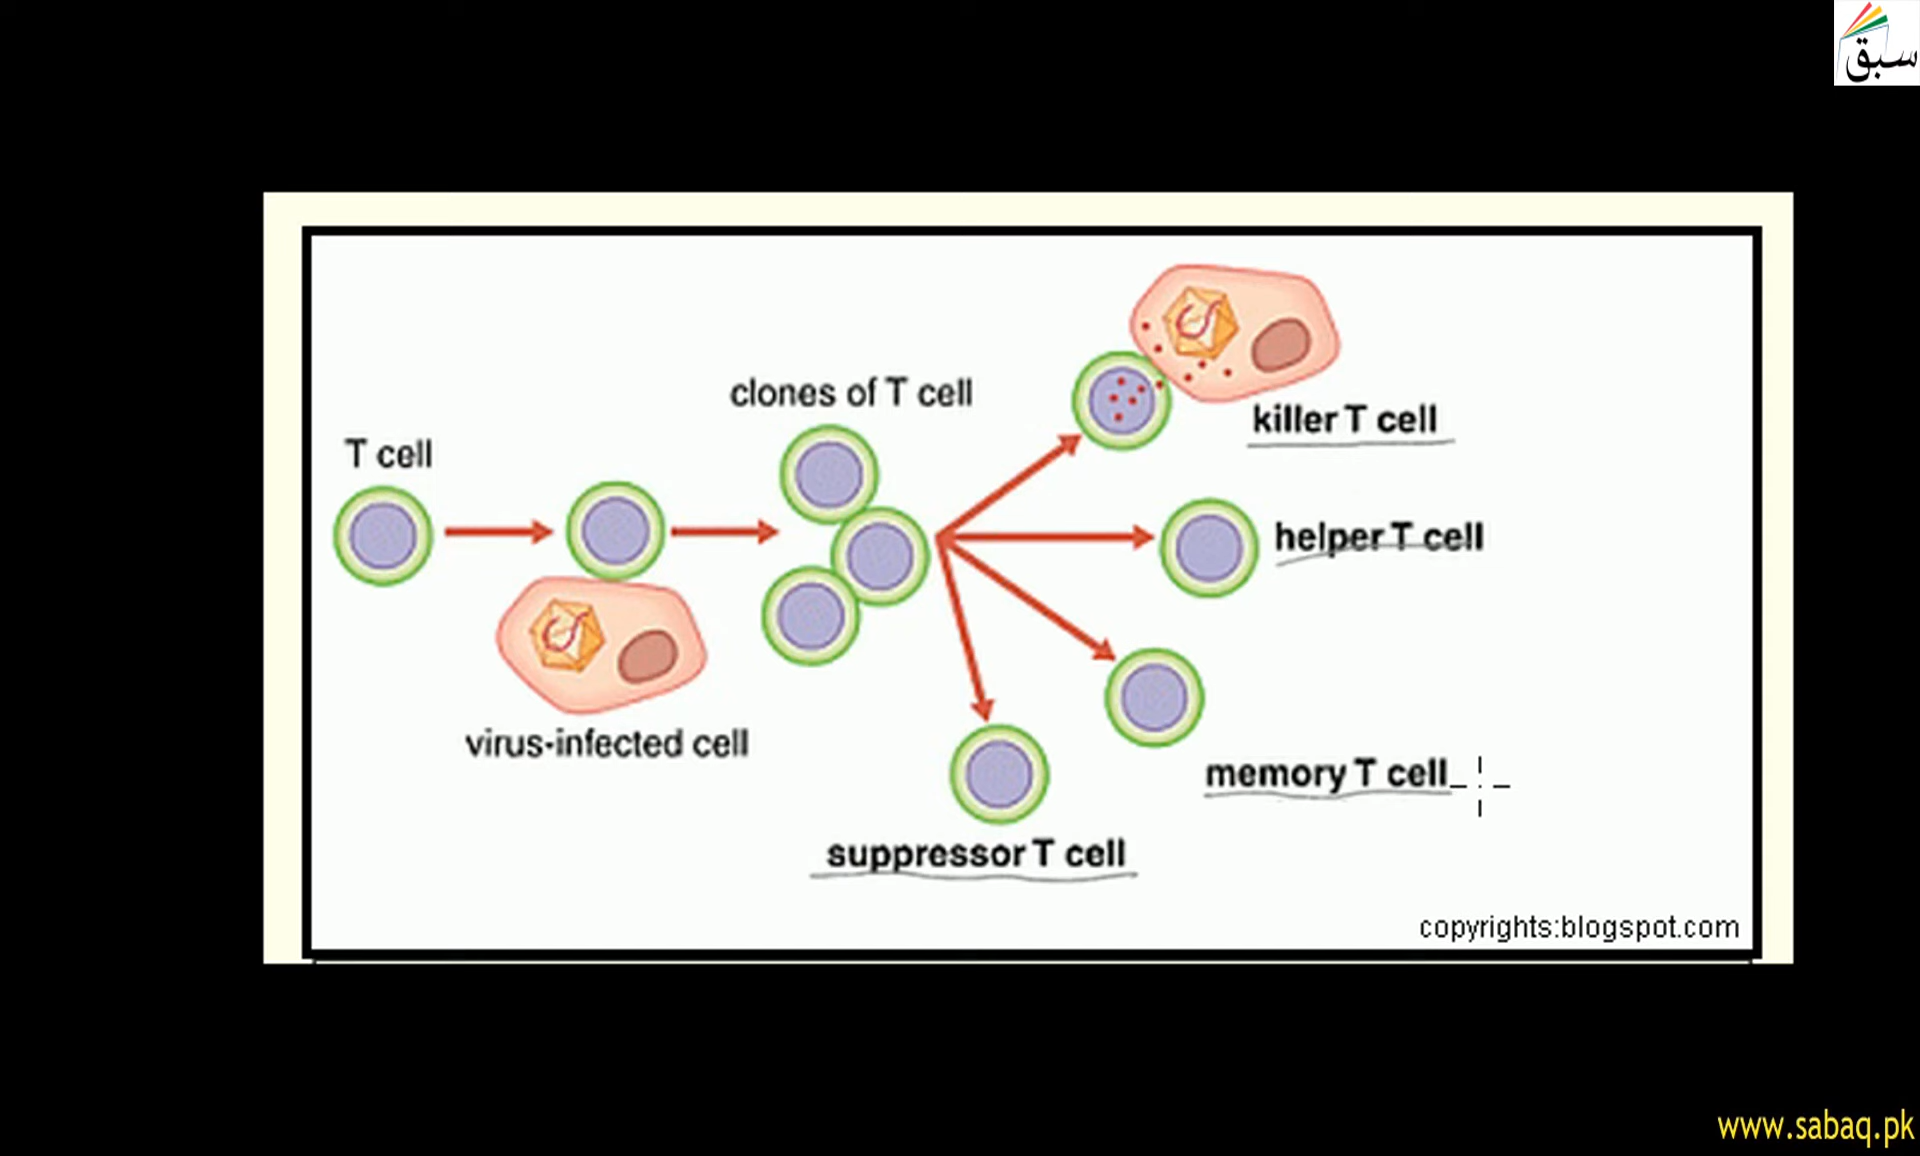 سبق
clones of T cell
killer T cell
T cell
helper T cell
virus-infected cell
memory T cell
suppressor T cell
copyrights:blogspot.com
www.sabaq.pk